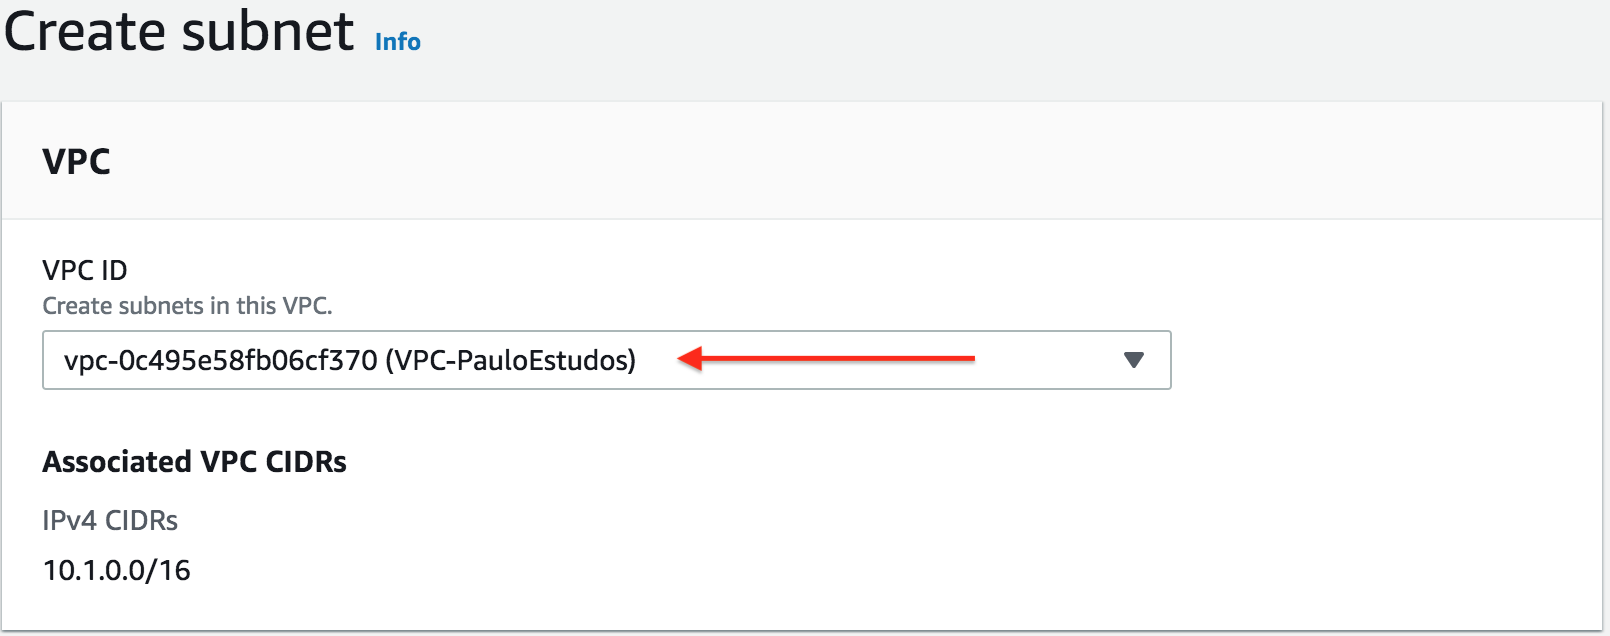 Create subnet Info
VPC
VPC ID
Create subnets in this VPC.
vpc-0c495e58fb06cf370 (VPC-PauloEstudos)
Associated VPC CIDRs
IPv4 CIDRs
10.1.0.0/16